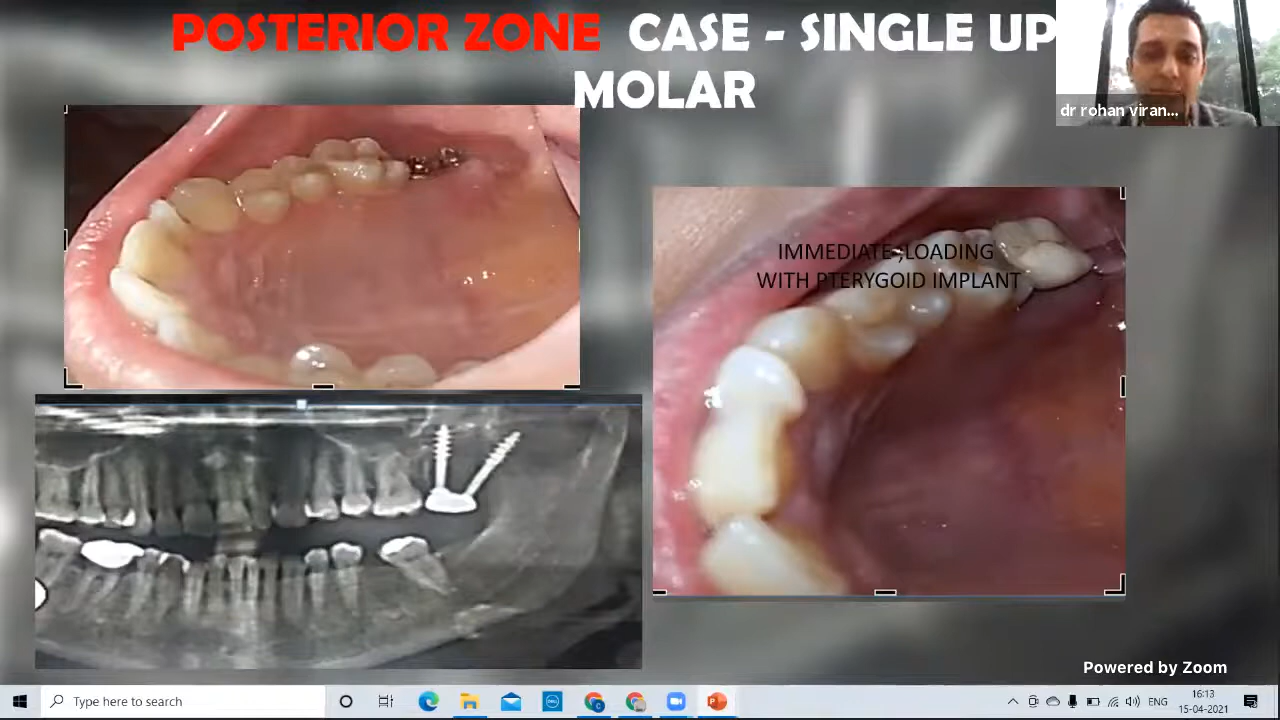 POSTERIOR ZONE CASE - SINGLE UP
MOLAR
dr rohan viran...
IMMEDIATE ,LOADING
WITH PTERYGOID IMPLANT
Powered by Zoom
Type here to search
ENG
16:13
15-04-2021